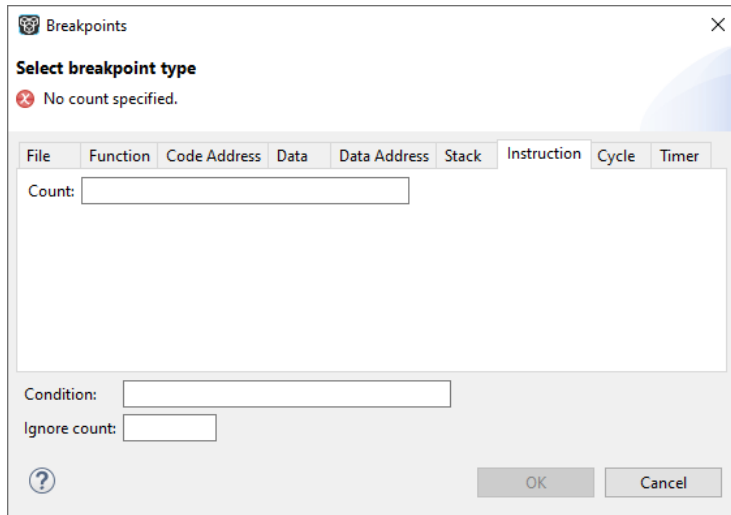 Breakpoints
Select breakpoint type
No count specified.
File Function Code Address Data Data Address Stack Instruction Cycle Timer
Count:
Condition:
Ignore count:
? OK Cancel